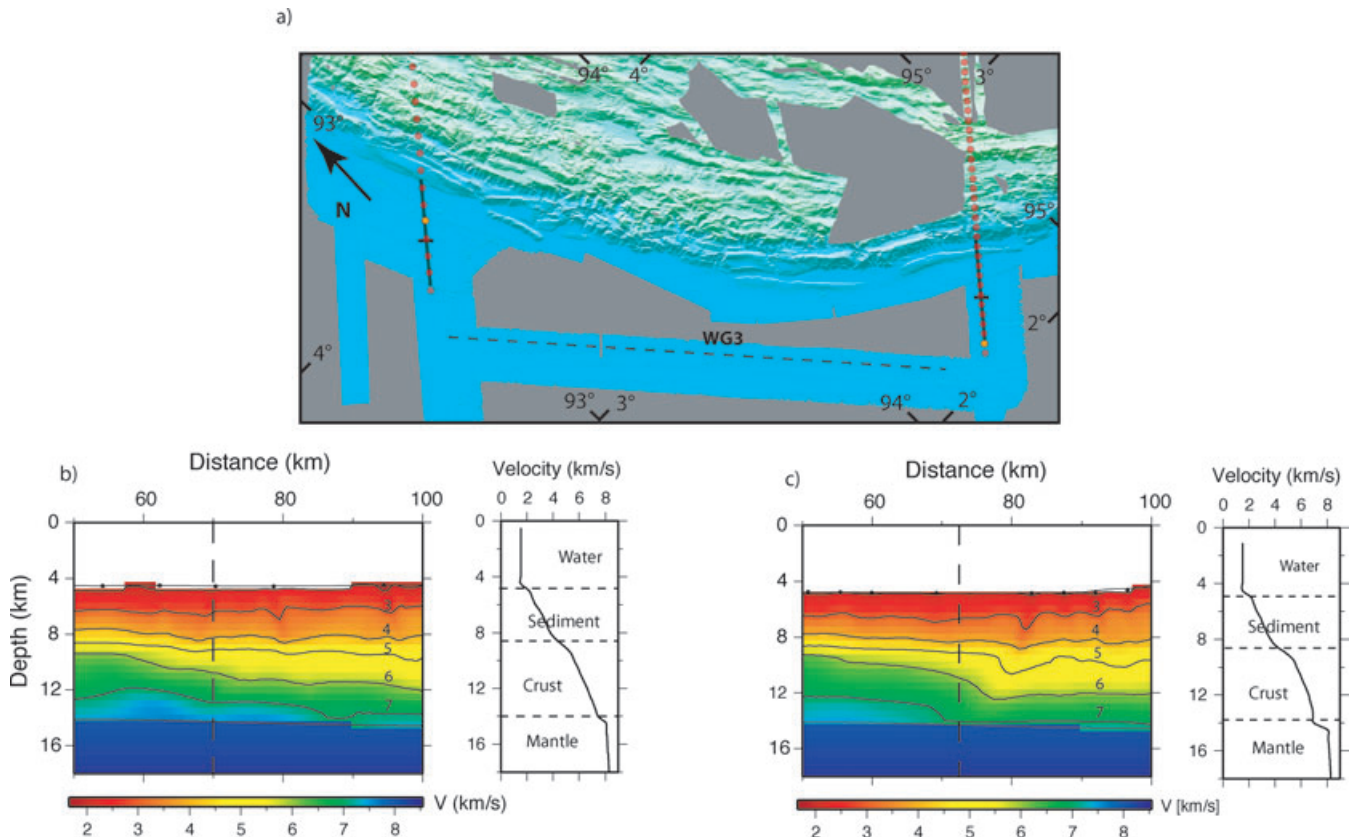 a)
94° 4° 95° 3°
93°
N
95°
WG3
2°
4°
93° 3° 94° 2°
b)
Distance (km)
60 80 100
Depth (km)
0
4
8
12
16
3
4
5
6
7
V (km/s)
2 3 4 5 6 7 8
Velocity (km/s)
0 2 4 6 8
0
4
8
12
16
Water
Sediment
Crust
Mantle
c)
Distance (km)
60 80 100
0
4
8
12
16
3
4
5
6
7
V [km/s]
2 3 4 5 6 7 8
Velocity (km/s)
0 2 4 6 8
0
4
8
12
16
Water
Sediment
Crust
Mantle